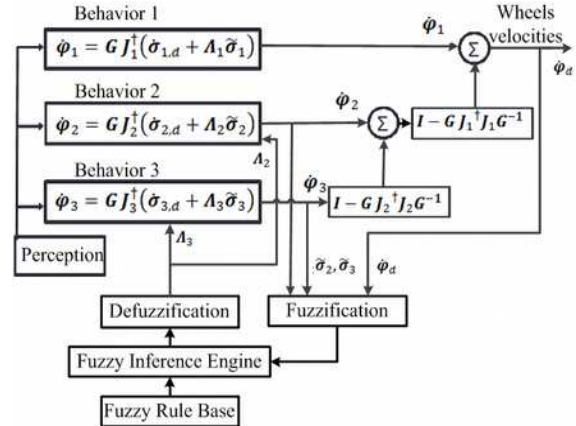 Behavior 1
φ̇₁ = G J₁†(σ̇₁,d + Λ₁σ̃₁)
φ̇₁
Σ
Wheels
velocities
φ̇d
Behavior 2
φ̇₂ = G J₂†(σ̇₂,d + Λ₂σ̃₂)
φ̇₂
Σ
I − G J₁†J₁G⁻¹
Λ₂
Behavior 3
φ̇₃ = G J₃†(σ̇₃,d + Λ₃σ̃₃)
φ̇₃
I − G J₂†J₂G⁻¹
Λ₃
Perception
σ̃₂, σ̃₃
φ̇d
Defuzzification
Fuzzification
Fuzzy Inference Engine
Fuzzy Rule Base